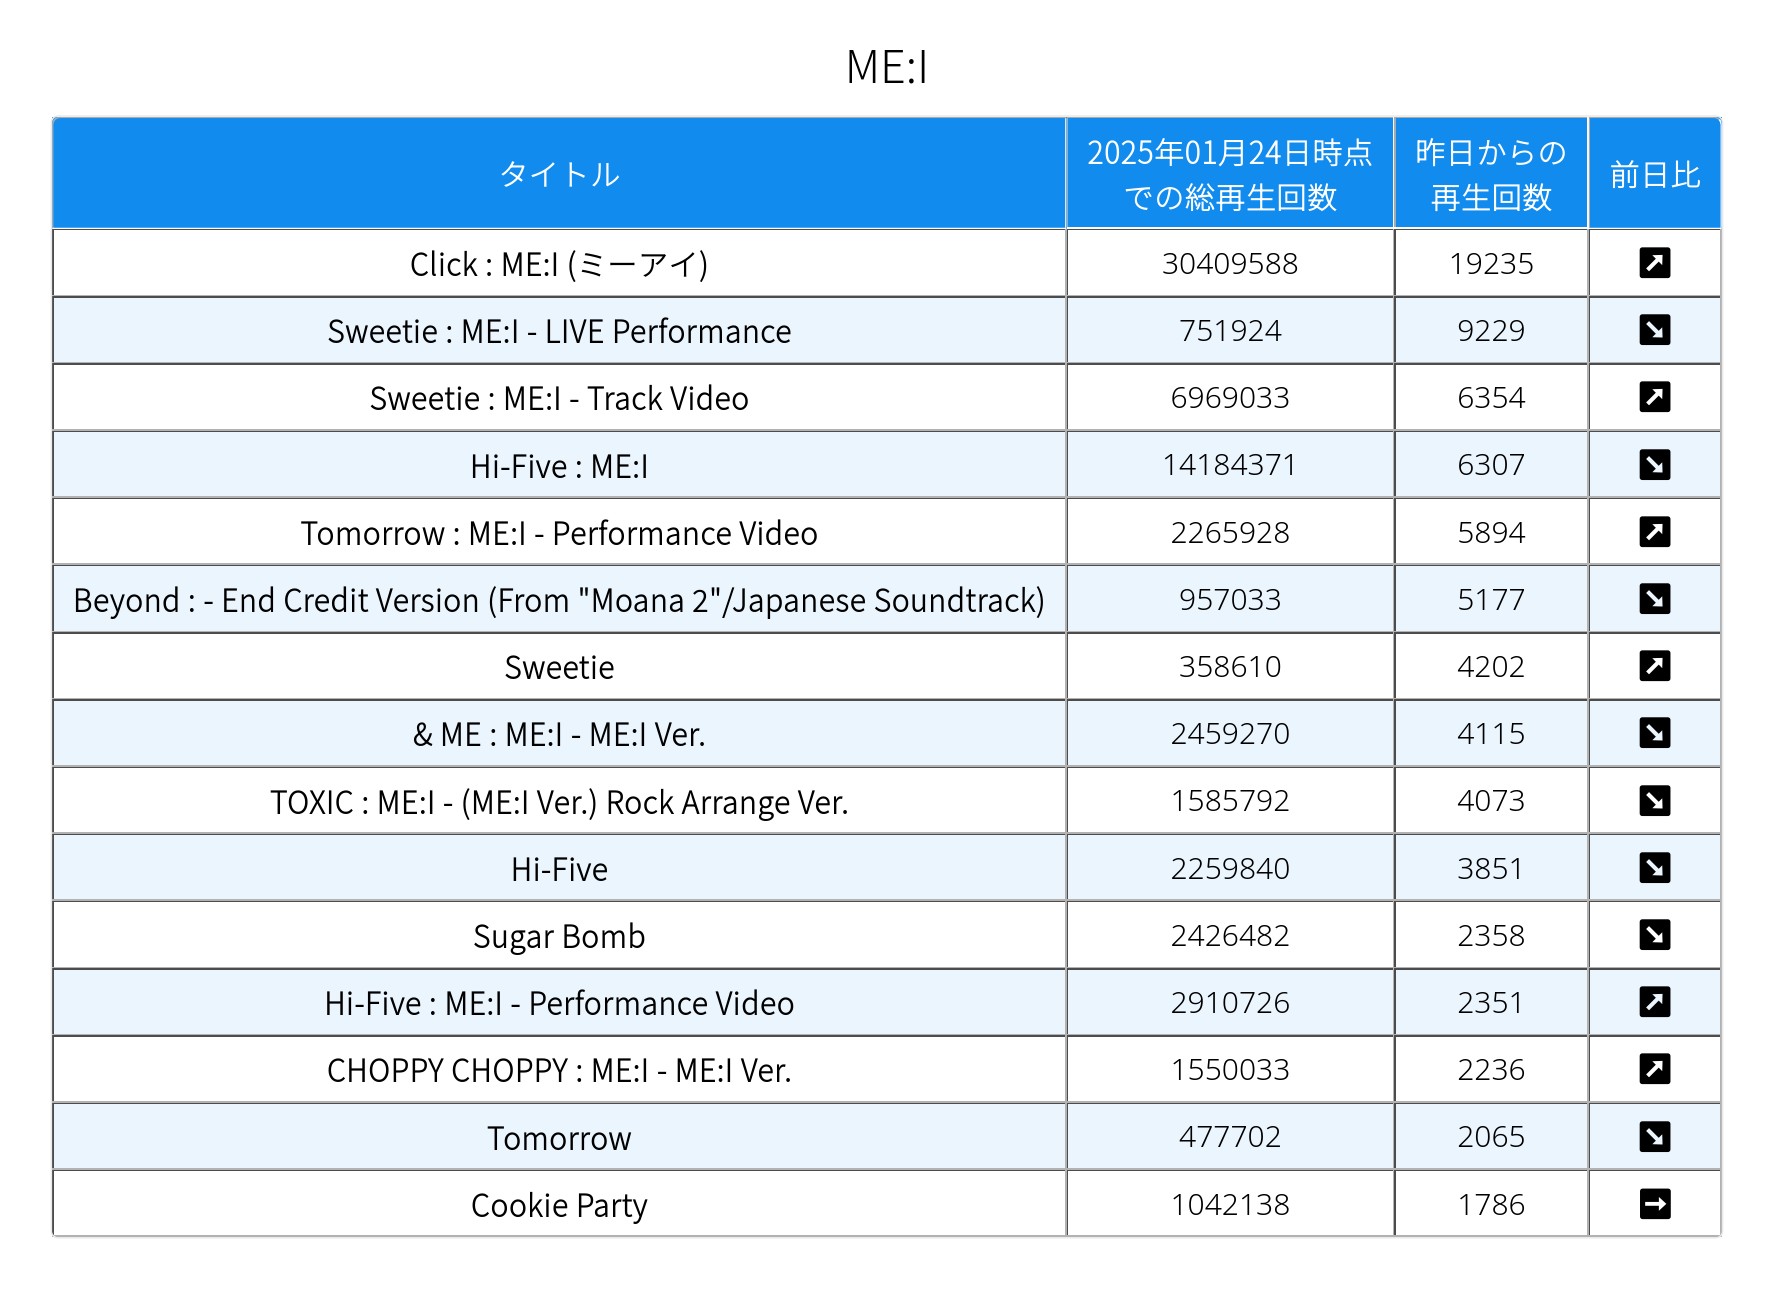 ME:I
タイトル 2025年01月24日時点での総再生回数 昨日からの再生回数 前日比
Click : ME:I (ミーアイ) 30409588 19235 ↗
Sweetie : ME:I - LIVE Performance 751924 9229 ↘
Sweetie : ME:I - Track Video 6969033 6354 ↗
Hi-Five : ME:I 14184371 6307 ↘
Tomorrow : ME:I - Performance Video 2265928 5894 ↗
Beyond : - End Credit Version (From "Moana 2"/Japanese Soundtrack) 957033 5177 ↘
Sweetie 358610 4202 ↗
& ME : ME:I - ME:I Ver. 2459270 4115 ↘
TOXIC : ME:I - (ME:I Ver.) Rock Arrange Ver. 1585792 4073 ↘
Hi-Five 2259840 3851 ↘
Sugar Bomb 2426482 2358 ↘
Hi-Five : ME:I - Performance Video 2910726 2351 ↗
CHOPPY CHOPPY : ME:I - ME:I Ver. 1550033 2236 ↗
Tomorrow 477702 2065 ↘
Cookie Party 1042138 1786 →